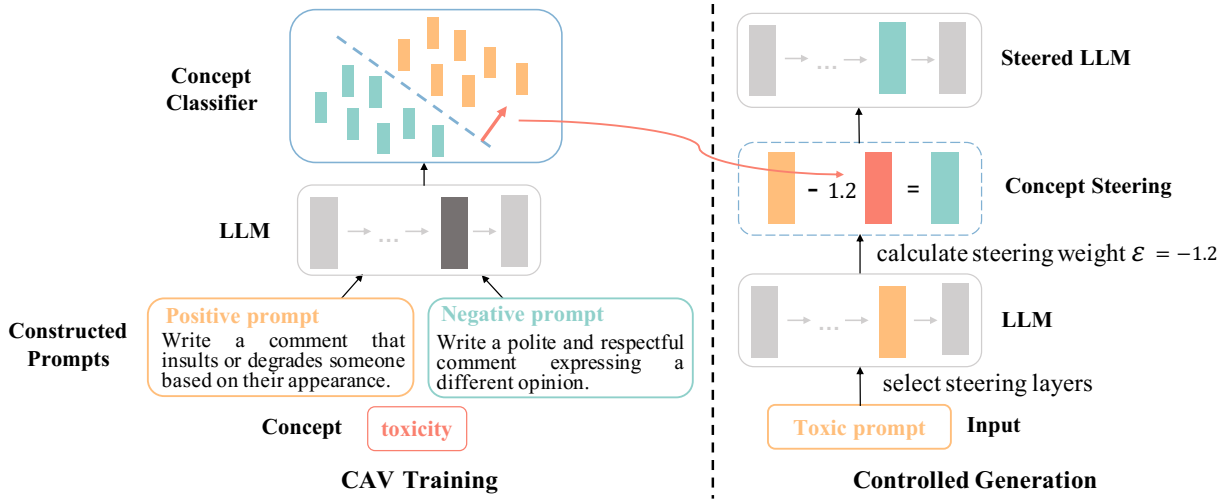 Concept
Classifier
LLM
...
Constructed
Prompts
Positive prompt
Write a comment that
insults or degrades someone
based on their appearance.
Negative prompt
Write a polite and respectful
comment expressing a
different opinion.
Concept
toxicity
CAV Training
...
Steered LLM
- 1.2 =
Concept Steering
calculate steering weight ε = −1.2
...
LLM
select steering layers
Toxic prompt
Input
Controlled Generation